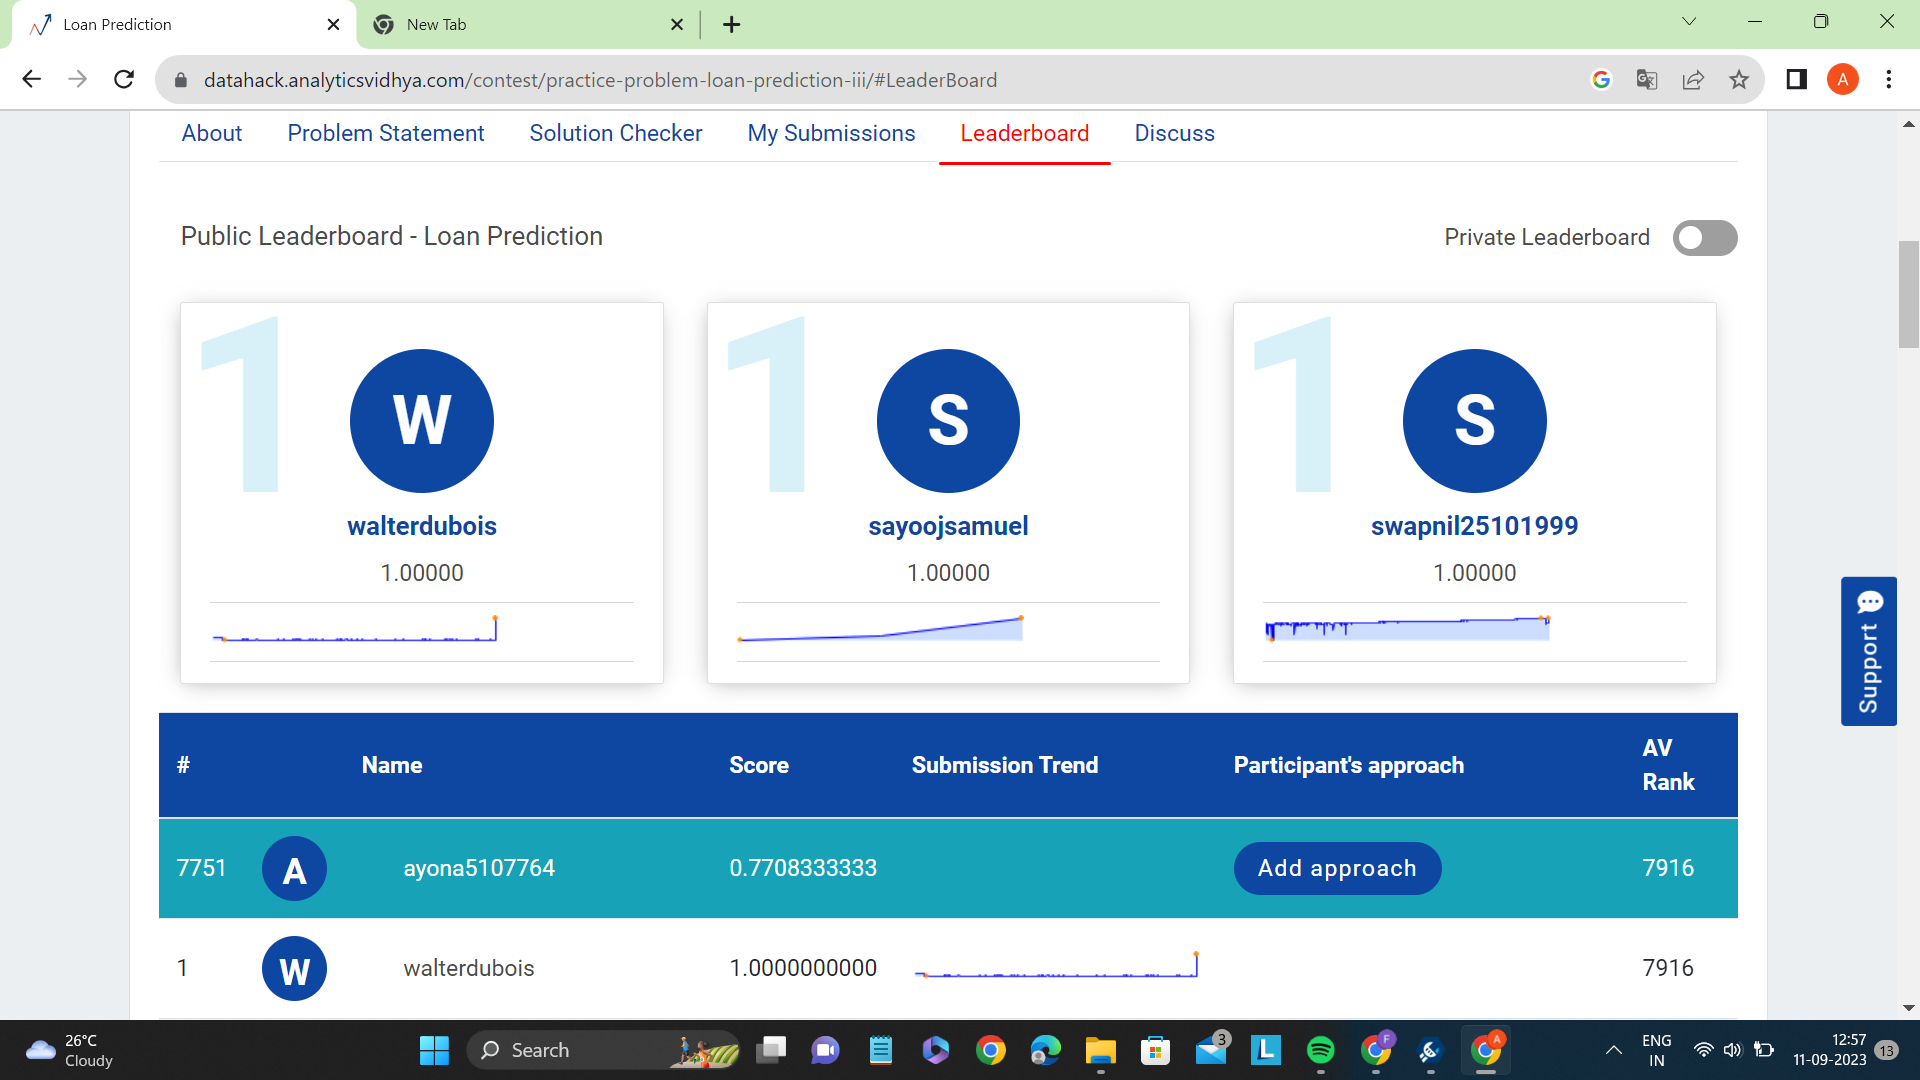 Loan Prediction
New Tab
datahack.analyticsvidhya.com/contest/practice-problem-loan-prediction-iii/#LeaderBoard
A
About Problem Statement Solution Checker My Submissions Leaderboard Discuss
Public Leaderboard - Loan Prediction
Private Leaderboard
1 W
walterdubois
1.00000
1 S
sayoojsamuel
1.00000
1 S
swapnil25101999
1.00000
Support
# Name Score Submission Trend Participant's approach AV Rank
7751 A ayona5107764 0.7708333333 Add approach 7916
1 W walterdubois 1.0000000000 7916
26°C
Cloudy
Search
3
L
F
A
ENG
IN
12:57
11-09-2023
13